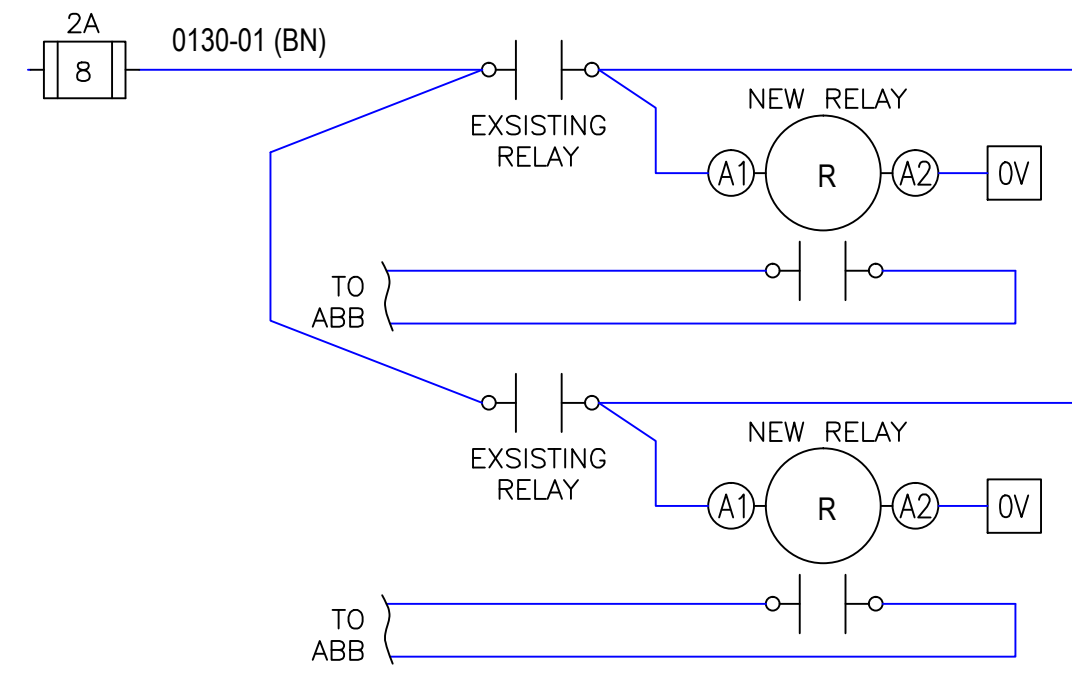 2A
8
0130-01 (BN)
EXSISTING
RELAY
NEW RELAY
A1
R
A2
0V
TO
ABB
EXSISTING
RELAY
NEW RELAY
A1
R
A2
0V
TO
ABB